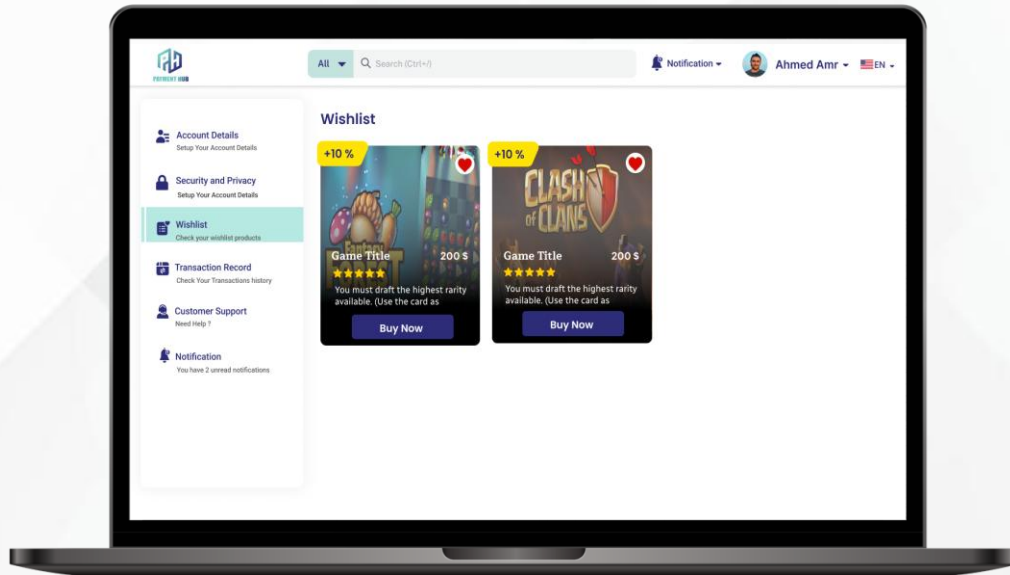 PAYMENT HUB
All
Search (Ctrl+/)
Notification
Ahmed Amr
EN
Account Details
Setup Your Account Details
Security and Privacy
Setup Your Account Details
Wishlist
Check your wishlist products
Transaction Record
Check Your Transactions history
Customer Support
Need Help ?
Notification
You have 2 unread notifications
Wishlist
+10 %
Fantasy
FOREST
Game Title 200 $
You must draft the highest rarity
available. (Use the card as
Buy Now
+10 %
CLASH
OF CLANS
Game Title 200 $
You must draft the highest rarity
available. (Use the card as
Buy Now